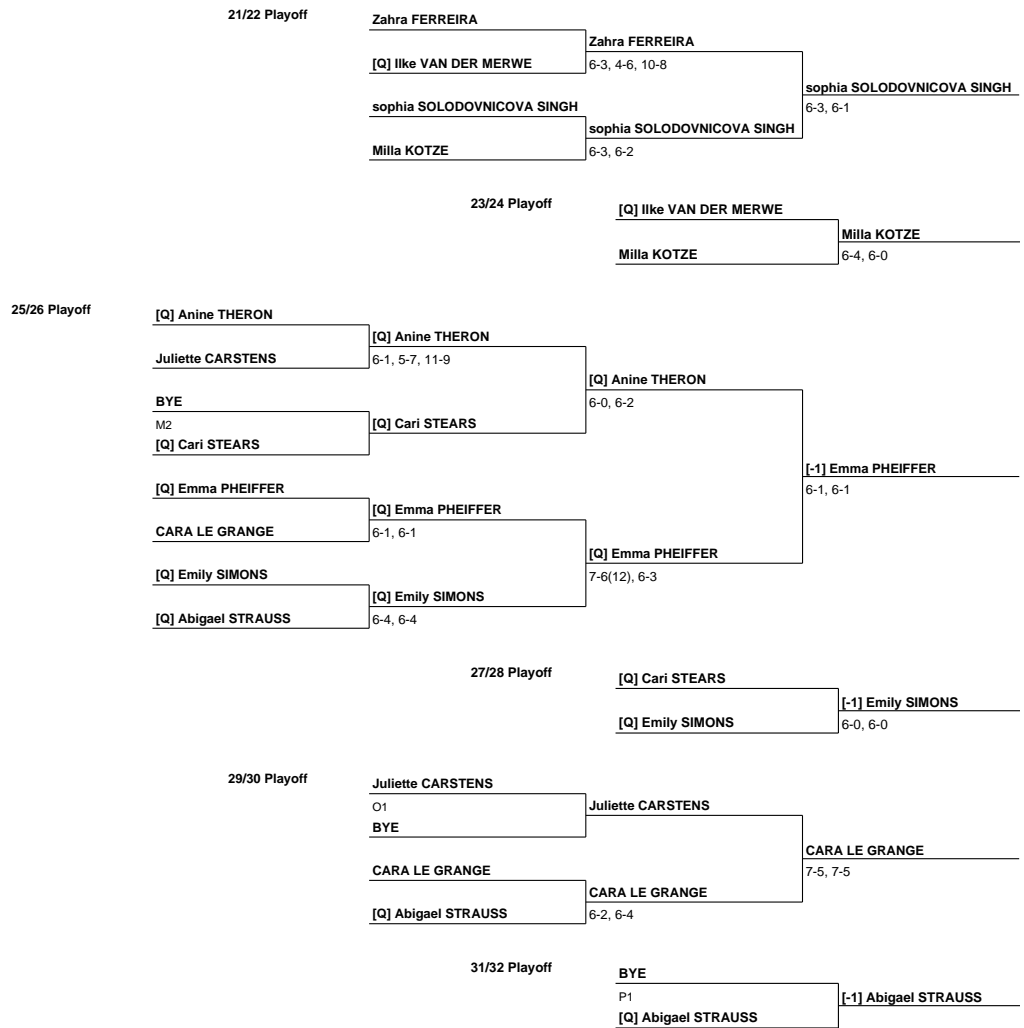 21/22 Playoff
Zahra FERREIRA
Zahra FERREIRA
[Q] Ilke VAN DER MERWE
6-3, 4-6, 10-8
sophia SOLODOVNICOVA SINGH
6-3, 6-1
sophia SOLODOVNICOVA SINGH
sophia SOLODOVNICOVA SINGH
Milla KOTZE
6-3, 6-2
23/24 Playoff
[Q] Ilke VAN DER MERWE
Milla KOTZE
Milla KOTZE
6-4, 6-0
25/26 Playoff
[Q] Anine THERON
[Q] Anine THERON
Juliette CARSTENS
6-1, 5-7, 11-9
[Q] Anine THERON
6-0, 6-2
BYE
M2
[Q] Cari STEARS
[Q] Cari STEARS
[-1] Emma PHEIFFER
6-1, 6-1
[Q] Emma PHEIFFER
[Q] Emma PHEIFFER
CARA LE GRANGE
6-1, 6-1
[Q] Emma PHEIFFER
7-6(12), 6-3
[Q] Emily SIMONS
[Q] Emily SIMONS
[Q] Abigael STRAUSS
6-4, 6-4
27/28 Playoff
[Q] Cari STEARS
[-1] Emily SIMONS
[Q] Emily SIMONS
6-0, 6-0
29/30 Playoff
Juliette CARSTENS
O1
Juliette CARSTENS
BYE
CARA LE GRANGE
7-5, 7-5
CARA LE GRANGE
CARA LE GRANGE
[Q] Abigael STRAUSS
6-2, 6-4
31/32 Playoff
BYE
P1
[-1] Abigael STRAUSS
[Q] Abigael STRAUSS